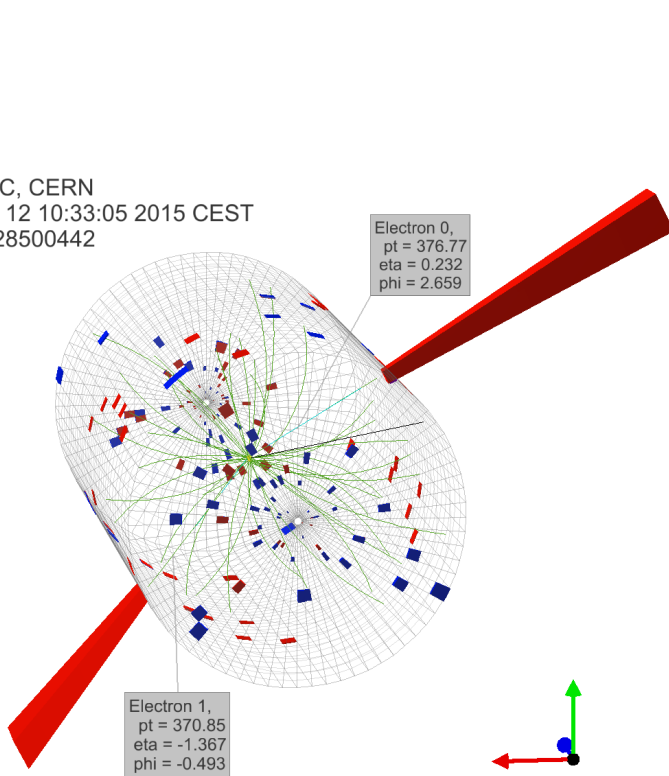 C, CERN
12 10:33:05 2015 CEST
28500442
Electron 0,
pt = 376.77
eta = 0.232
phi = 2.659
Electron 1,
pt = 370.85
eta = -1.367
phi = -0.493